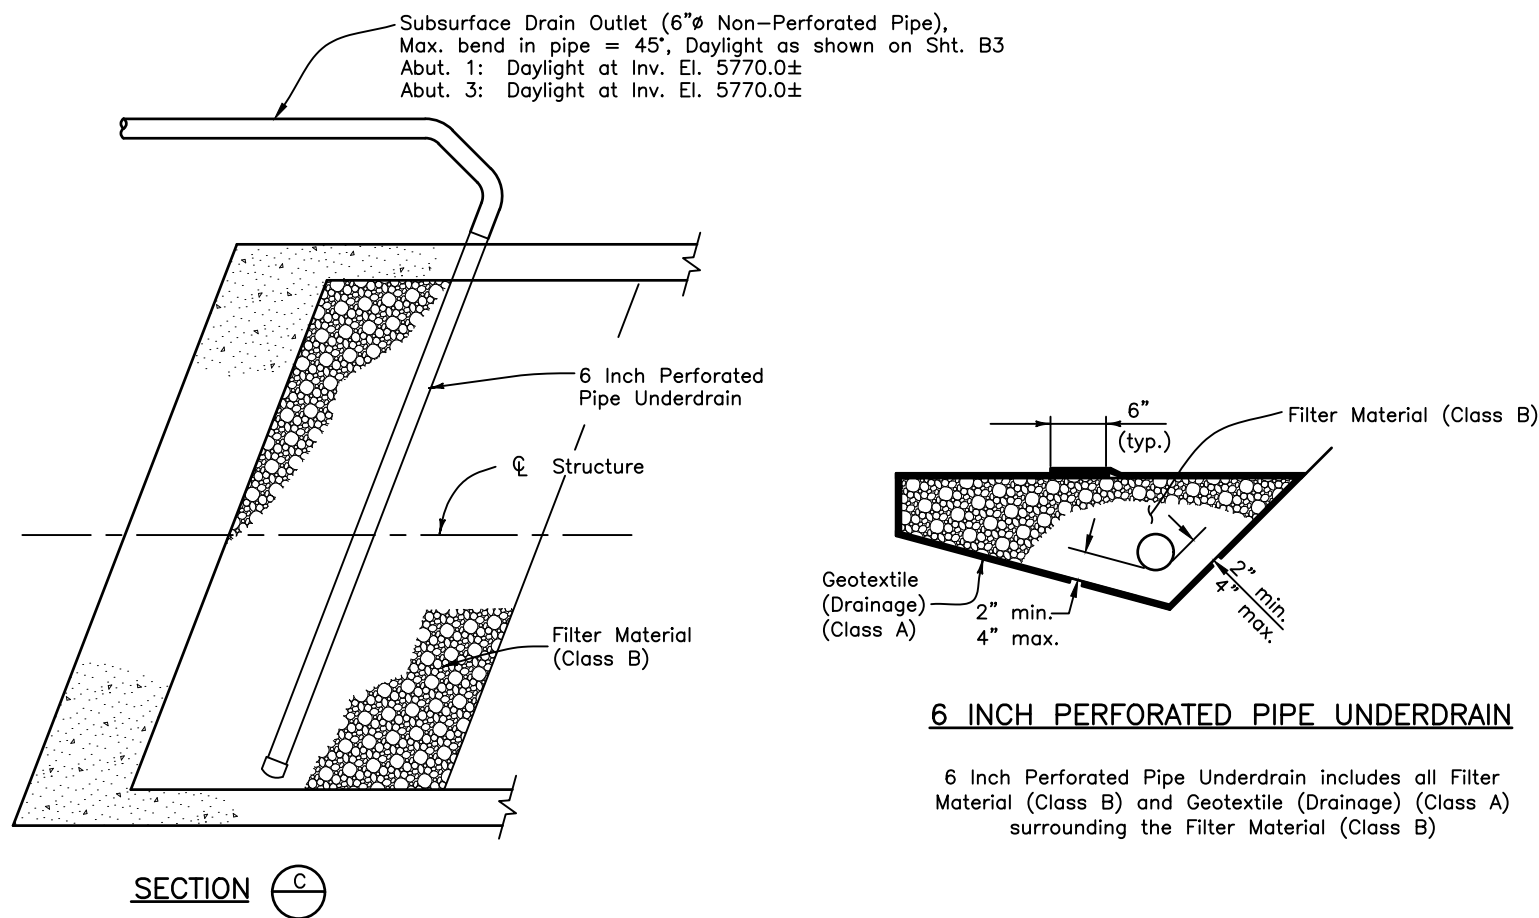 Subsurface Drain Outlet (6"ø Non-Perforated Pipe),
Max. bend in pipe = 45°, Daylight as shown on Sht. B3
Abut. 1: Daylight at Inv. El. 5770.0±
Abut. 3: Daylight at Inv. El. 5770.0±
6 Inch Perforated
Pipe Underdrain
℄ Structure
Filter Material
(Class B)
SECTION C
6"
(typ.)
Filter Material (Class B)
Geotextile
(Drainage)
(Class A)
2" min.
4" max.
2" min.
4" max.
6 INCH PERFORATED PIPE UNDERDRAIN
6 Inch Perforated Pipe Underdrain includes all Filter
Material (Class B) and Geotextile (Drainage) (Class A)
surrounding the Filter Material (Class B)